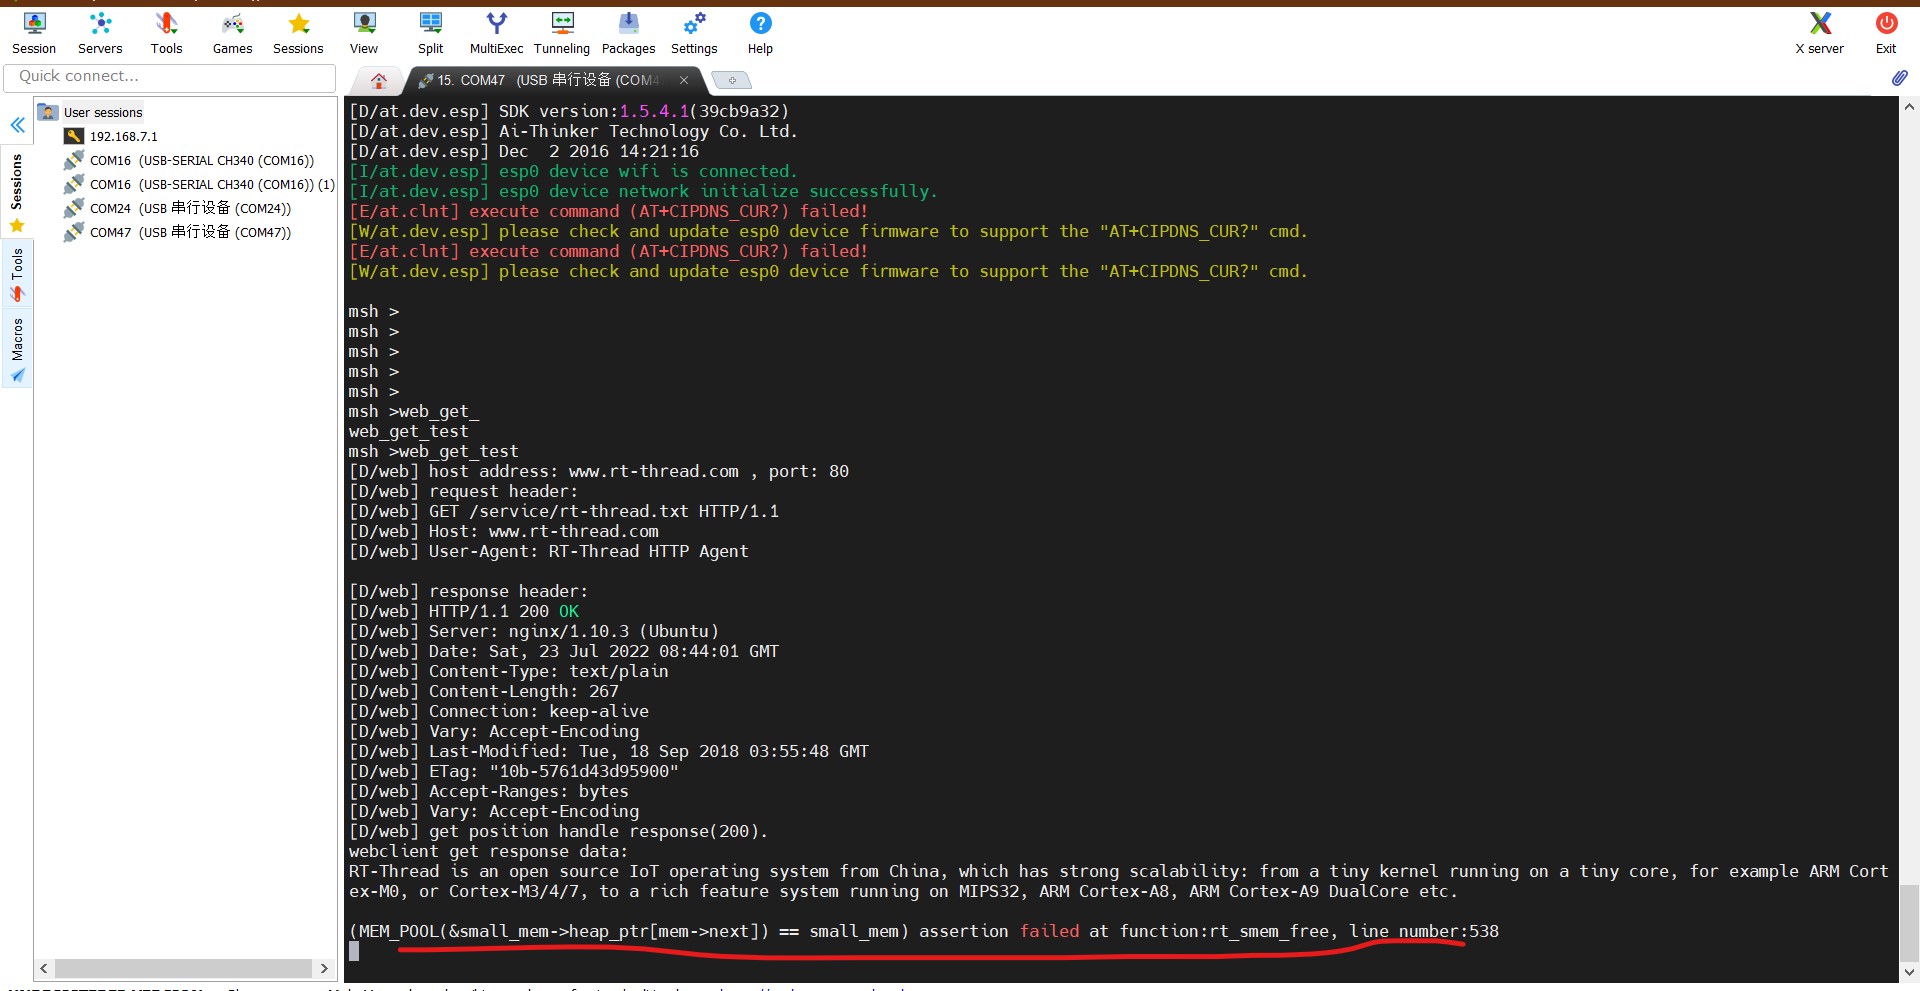 Session Servers Tools Games Sessions View Split MultiExec Tunneling Packages Settings Help X server Exit
Quick connect...
15. COM47 (USB 串行设备 (COM4
User sessions
192.168.7.1
COM16 (USB-SERIAL CH340 (COM16))
COM16 (USB-SERIAL CH340 (COM16)) (1)
COM24 (USB 串行设备 (COM24))
COM47 (USB 串行设备 (COM47))
Sessions
Tools
Macros
[D/at.dev.esp] SDK version:1.5.4.1(39cb9a32)
[D/at.dev.esp] Ai-Thinker Technology Co. Ltd.
[D/at.dev.esp] Dec  2 2016 14:21:16
[I/at.dev.esp] esp0 device wifi is connected.
[I/at.dev.esp] esp0 device network initialize successfully.
[E/at.clnt] execute command (AT+CIPDNS_CUR?) failed!
[W/at.dev.esp] please check and update esp0 device firmware to support the "AT+CIPDNS_CUR?" cmd.
[E/at.clnt] execute command (AT+CIPDNS_CUR?) failed!
[W/at.dev.esp] please check and update esp0 device firmware to support the "AT+CIPDNS_CUR?" cmd.
msh >
msh >
msh >
msh >
msh >
msh >web_get_
web_get_test
msh >web_get_test
[D/web] host address: www.rt-thread.com , port: 80
[D/web] request header:
[D/web] GET /service/rt-thread.txt HTTP/1.1
[D/web] Host: www.rt-thread.com
[D/web] User-Agent: RT-Thread HTTP Agent
[D/web] response header:
[D/web] HTTP/1.1 200 OK
[D/web] Server: nginx/1.10.3 (Ubuntu)
[D/web] Date: Sat, 23 Jul 2022 08:44:01 GMT
[D/web] Content-Type: text/plain
[D/web] Content-Length: 267
[D/web] Connection: keep-alive
[D/web] Vary: Accept-Encoding
[D/web] Last-Modified: Tue, 18 Sep 2018 03:55:48 GMT
[D/web] ETag: "10b-5761d43d95900"
[D/web] Accept-Ranges: bytes
[D/web] Vary: Accept-Encoding
[D/web] get position handle response(200).
webclient get response data:
RT-Thread is an open source IoT operating system from China, which has strong scalability: from a tiny kernel running on a tiny core, for example ARM Cort
ex-M0, or Cortex-M3/4/7, to a rich feature system running on MIPS32, ARM Cortex-A8, ARM Cortex-A9 DualCore etc.
(MEM_POOL(&small_mem->heap_ptr[mem->next]) == small_mem) assertion failed at function:rt_smem_free, line number:538